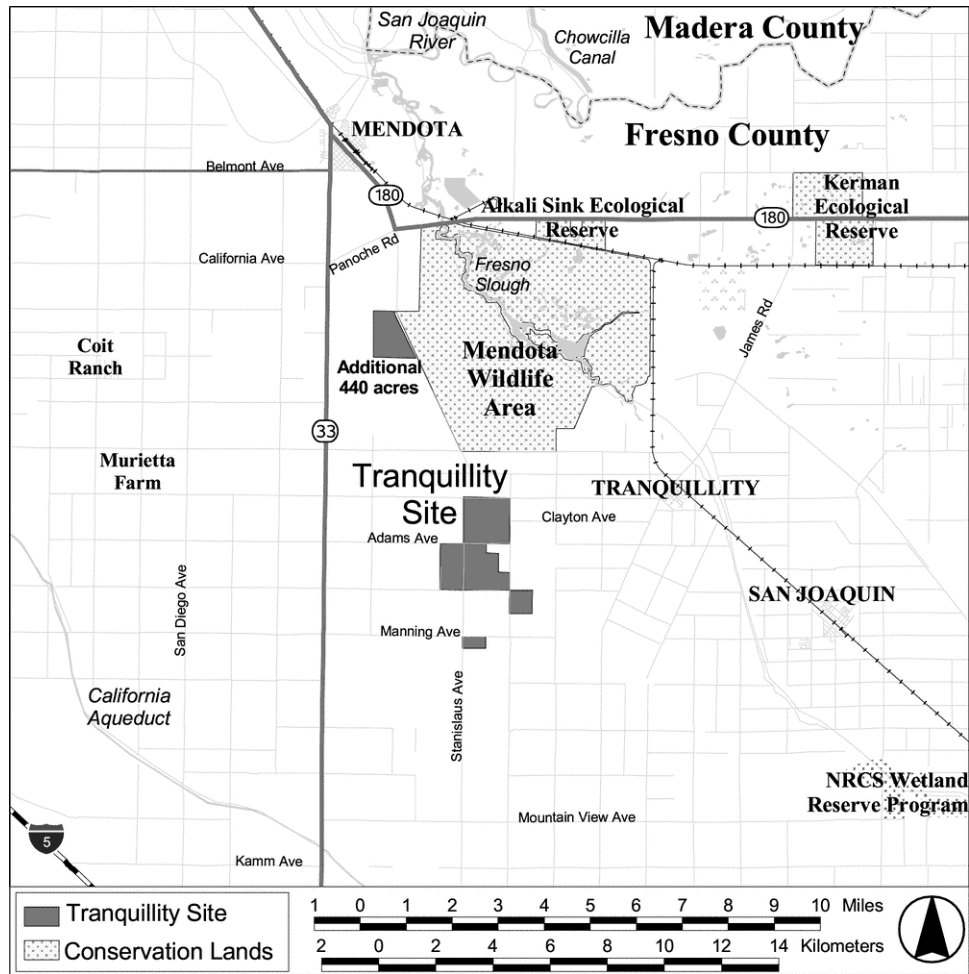 San Joaquin
River
Chowcilla
Canal
Madera County
MENDOTA
Fresno County
Belmont Ave
180
Alkali Sink Ecological
Reserve
180
Kerman
Ecological
Reserve
California Ave
Panoche Rd
Fresno
Slough
James Rd
Coit
Ranch
Additional
440 acres
Mendota
Wildlife
Area
33
Murietta
Farm
Tranquillity
Site
TRANQUILLITY
Clayton Ave
Adams Ave
San Diego Ave
SAN JOAQUIN
Manning Ave
California
Aqueduct
Stanislaus Ave
NRCS Wetland
Reserve Program
Mountain View Ave
5
Kamm Ave
Tranquillity Site
Conservation Lands
1 0 1 2 3 4 5 6 7 8 9 10 Miles
2 0 2 4 6 8 10 12 14 Kilometers